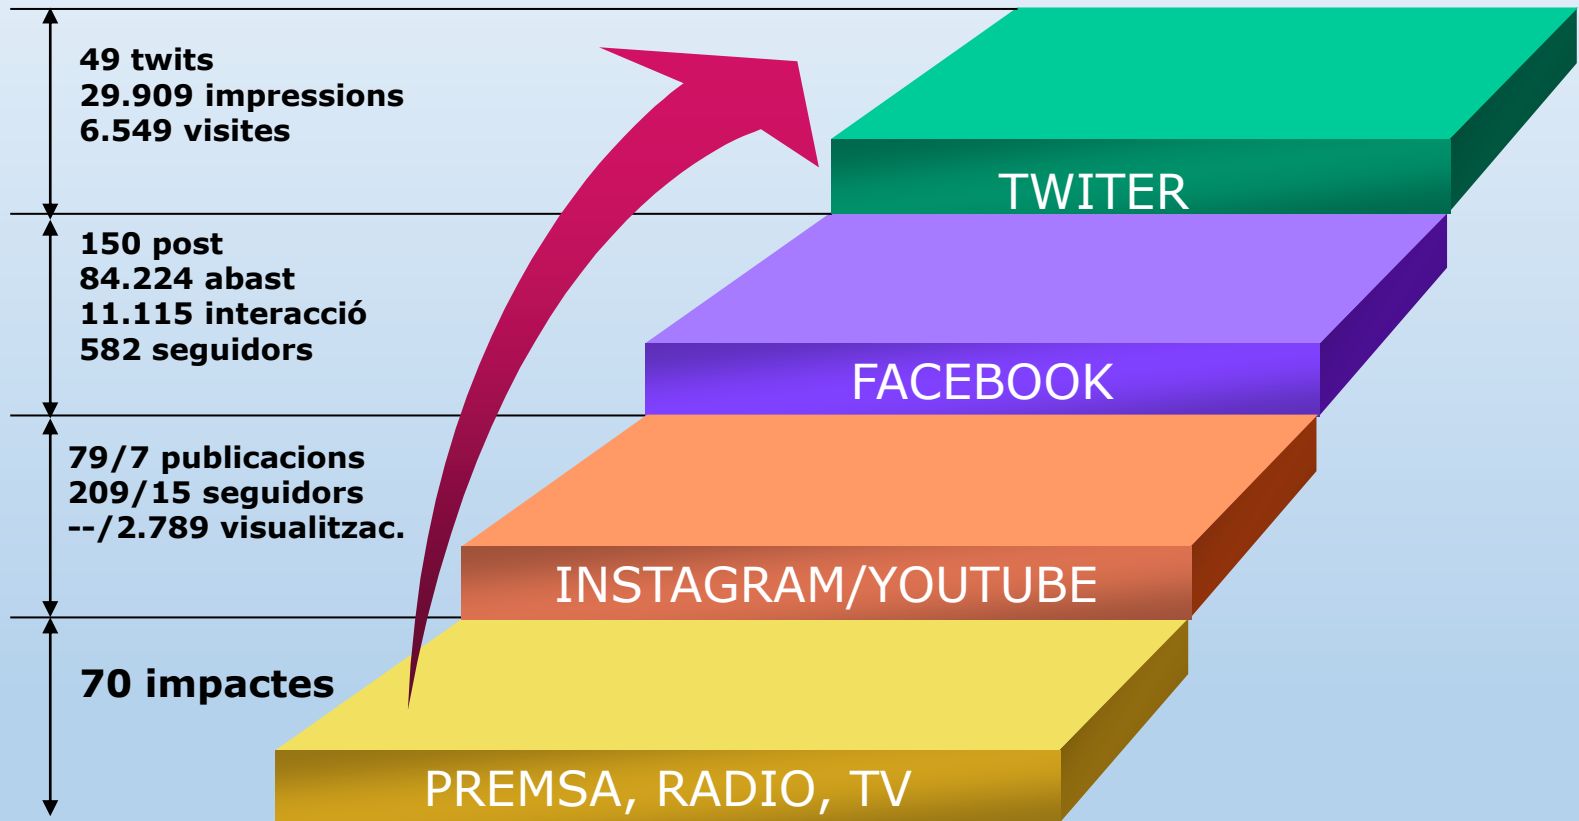 49 twits
29.909 impressions
6.549 visites
TWITER
150 post
84.224 abast
11.115 interacció
582 seguidors
FACEBOOK
79/7 publicacions
209/15 seguidors
--/2.789 visualitzac.
INSTAGRAM/YOUTUBE
70 impactes
PREMSA, RADIO, TV